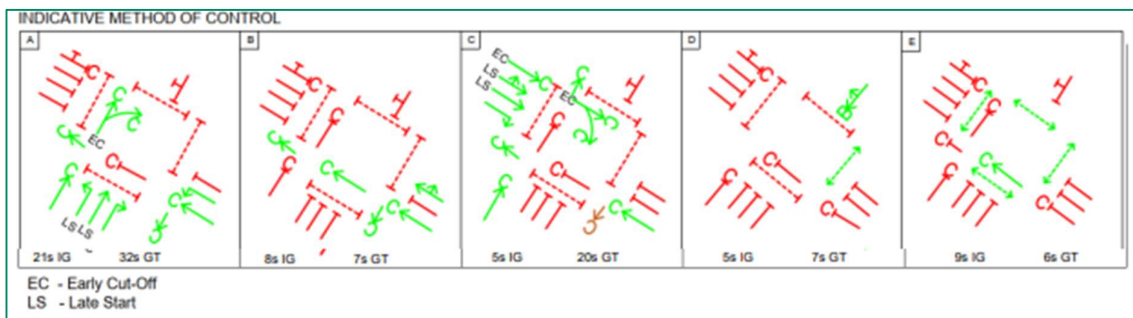 INDICATIVE METHOD OF CONTROL
A B C D E
EC
LS
LS
EC
EC
LS LS
B
21s IG 32s GT 8s IG 7s GT 5s IG 20s GT 5s IG 7s GT 9s IG 6s GT
EC - Early Cut-Off
LS - Late Start